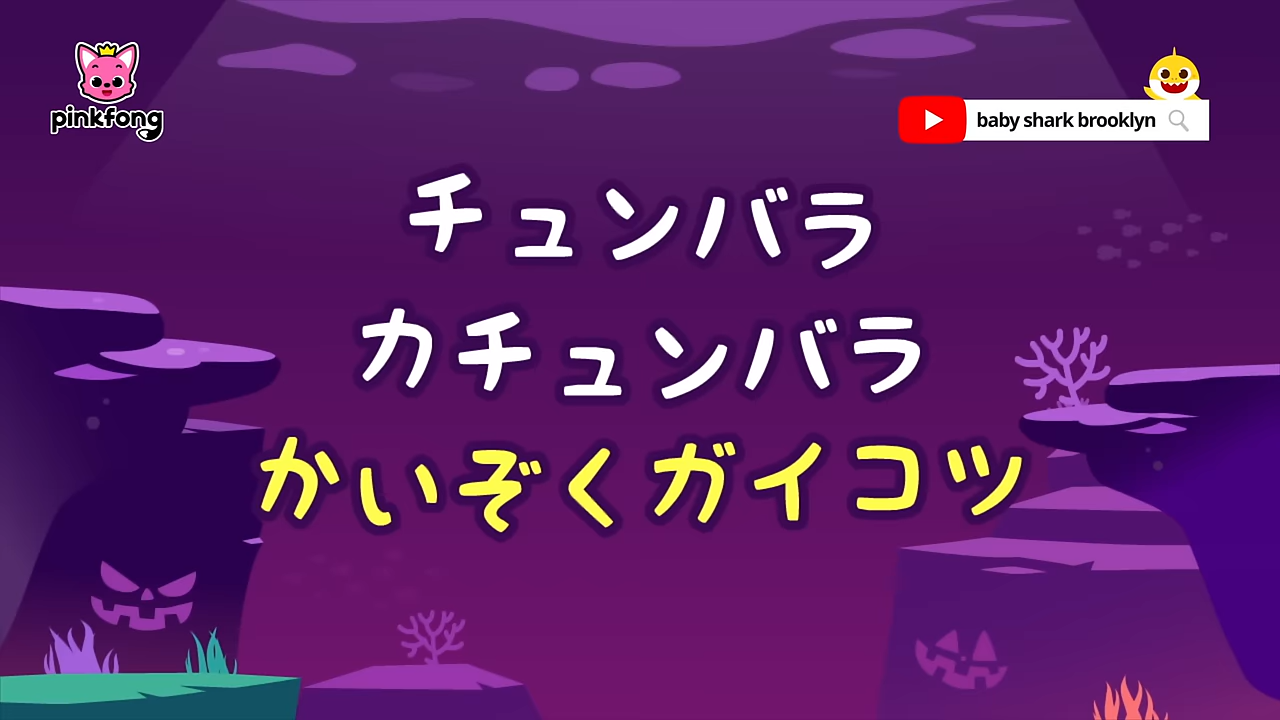 pinkfong
baby shark brooklyn
チュンバラ
カチュンバラ
かいぞくガイコツ